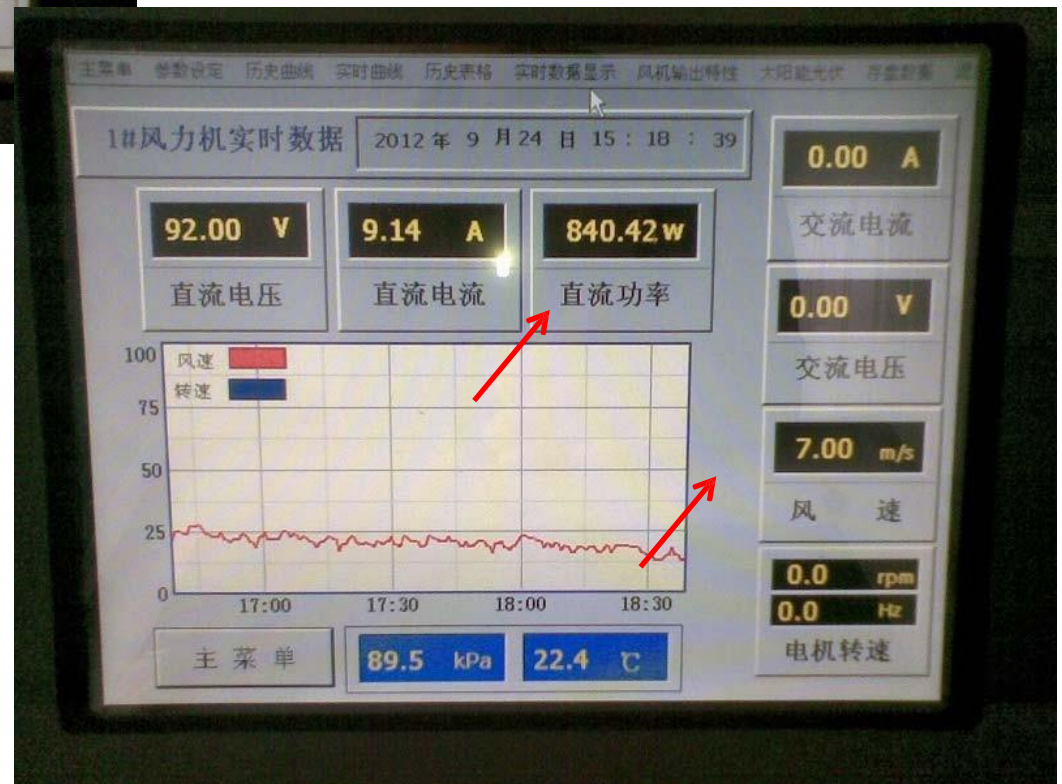 主菜单 参数设定 历史曲线 实时曲线 历史表格 实时数据显示 风机输出特性 太阳能光伏 存盘数据
1#风力机实时数据 2012 年 9 月 24 日 15 : 18 : 39
0.00 A
交流电流
92.00 V
直流电压
9.14 A
直流电流
840.42 W
直流功率
0.00 V
交流电压
100
75
50
25
0
风速
转速
7.00 m/s
风 速
17:00 17:30 18:00 18:30
0.0 rpm
0.0 Hz
电机转速
主 菜 单
89.5 kPa
22.4 ℃